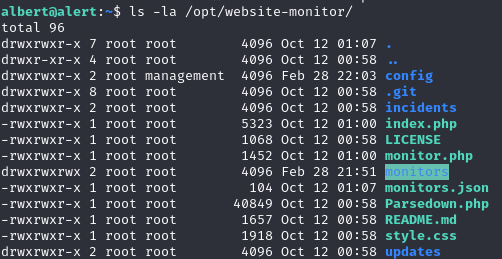 albert@alert:~$ ls -la /opt/website-monitor/
total 96
drwxrwxr-x 7 root root        4096 Oct 12 01:07 .
drwxr-xr-x 4 root root        4096 Oct 12 00:58 ..
drwxrwxr-x 2 root management  4096 Feb 28 22:03 config
drwxrwxr-x 8 root root        4096 Oct 12 00:58 .git
drwxrwxr-x 2 root root        4096 Oct 12 00:58 incidents
-rwxrwxr-x 1 root root        5323 Oct 12 01:00 index.php
-rwxrwxr-x 1 root root        1068 Oct 12 00:58 LICENSE
-rwxrwxr-x 1 root root        1452 Oct 12 01:00 monitor.php
drwxrwxrwx 2 root root        4096 Feb 28 21:51 monitors
-rwxrwxr-x 1 root root         104 Oct 12 01:07 monitors.json
-rwxrwxr-x 1 root root       40849 Oct 12 00:58 Parsedown.php
-rwxrwxr-x 1 root root        1657 Oct 12 00:58 README.md
-rwxrwxr-x 1 root root        1918 Oct 12 00:58 style.css
drwxrwxr-x 2 root root        4096 Oct 12 00:58 updates